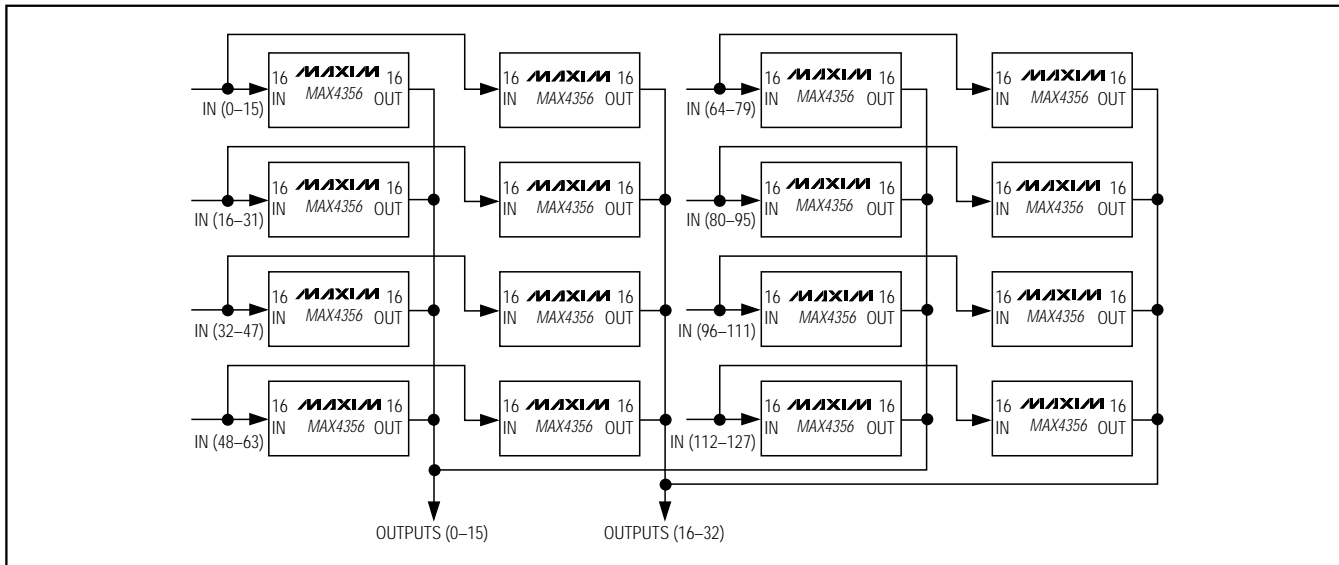 16 MAXIM 16
IN MAX4356 OUT
16 MAXIM 16
IN MAX4356 OUT
16 MAXIM 16
IN MAX4356 OUT
16 MAXIM 16
IN MAX4356 OUT
IN (0–15)
IN (64–79)
16 MAXIM 16
IN MAX4356 OUT
16 MAXIM 16
IN MAX4356 OUT
16 MAXIM 16
IN MAX4356 OUT
16 MAXIM 16
IN MAX4356 OUT
IN (16–31)
IN (80–95)
16 MAXIM 16
IN MAX4356 OUT
16 MAXIM 16
IN MAX4356 OUT
16 MAXIM 16
IN MAX4356 OUT
16 MAXIM 16
IN MAX4356 OUT
IN (32–47)
IN (96–111)
16 MAXIM 16
IN MAX4356 OUT
16 MAXIM 16
IN MAX4356 OUT
16 MAXIM 16
IN MAX4356 OUT
16 MAXIM 16
IN MAX4356 OUT
IN (48–63)
IN (112–127)
OUTPUTS (0–15)
OUTPUTS (16–32)